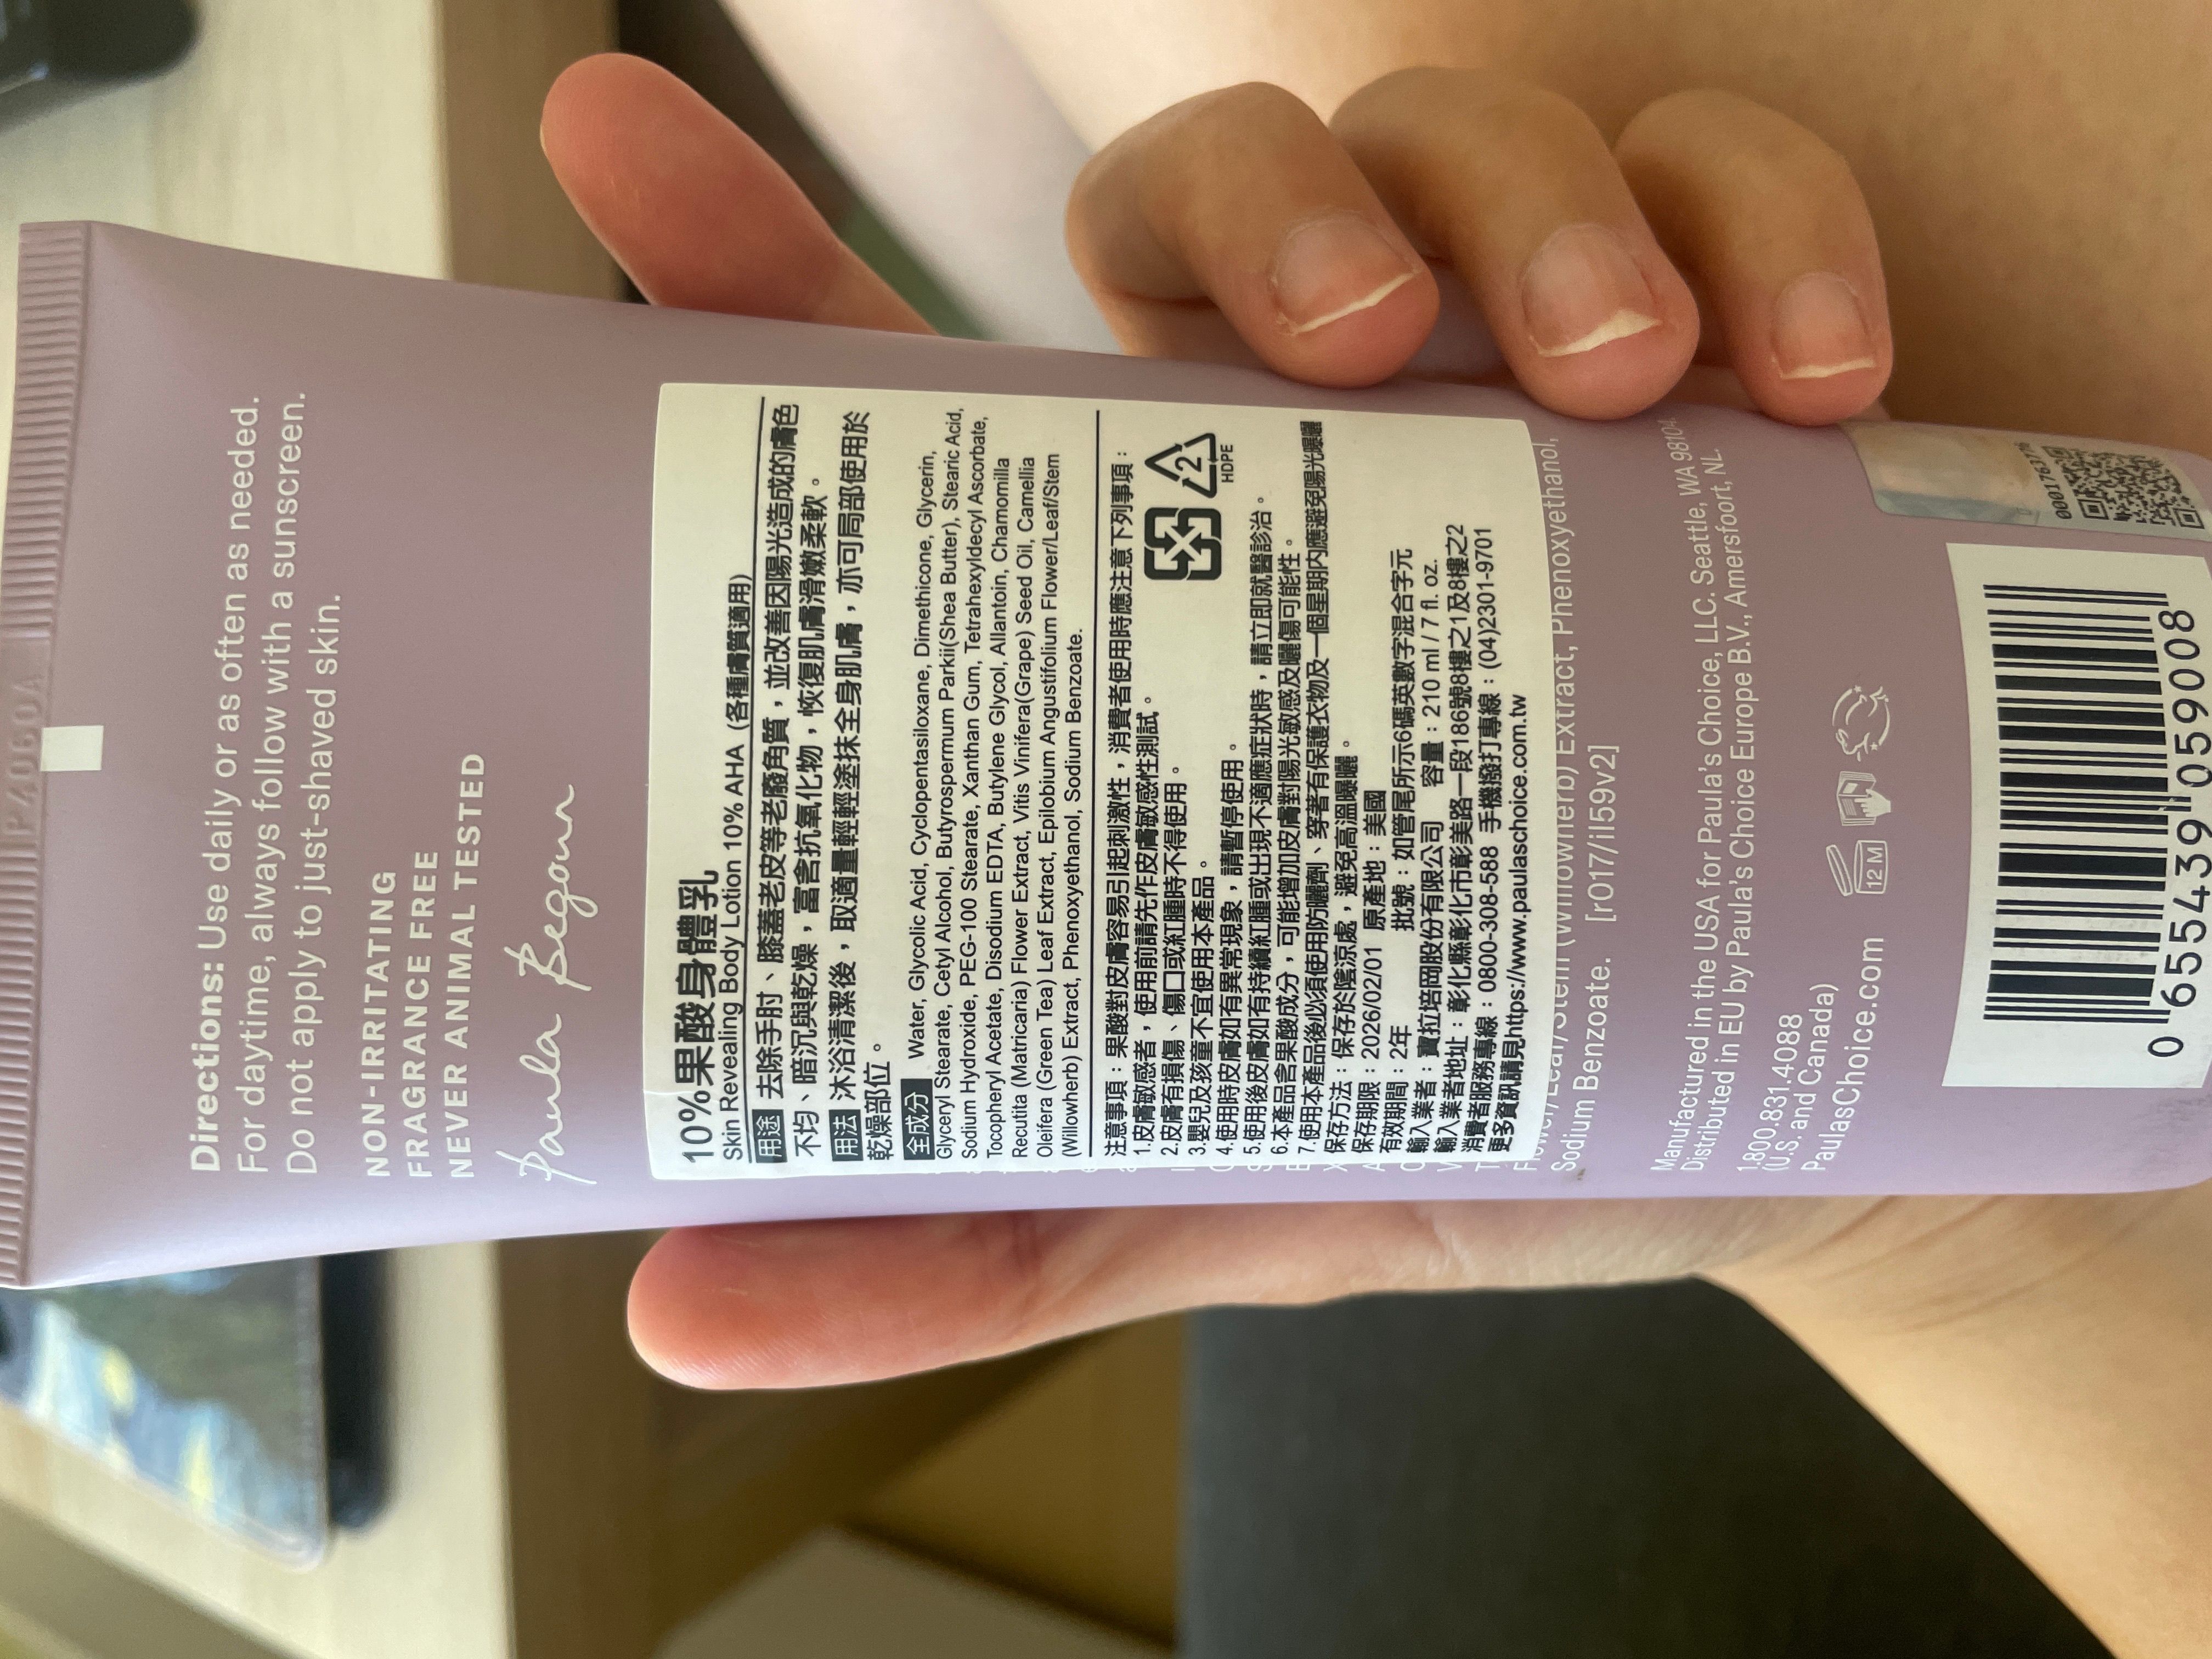 P4060A
Directions: Use daily or as often as needed.
For daytime, always follow with a sunscreen.
Do not apply to just-shaved skin.
NON-IRRITATING
FRAGRANCE FREE
NEVER ANIMAL TESTED
Paula Begoun
10%果酸身體乳
Skin Revealing Body Lotion 10% AHA (各種膚質適用)
用途 去除手肘、膝蓋老皮等老廢角質，並改善因陽光造成的膚色
不均、暗沉與乾燥，富含抗氧化物，恢復肌膚滑嫩柔軟。
用法 沐浴清潔後，取適量輕輕塗抹全身肌膚，亦可局部使用於
乾燥部位。
全成分 Water, Glycolic Acid, Cyclopentasiloxane, Dimethicone, Glycerin,
Glyceryl Stearate, Cetyl Alcohol, Butyrospermum Parkii(Shea Butter), Stearic Acid,
Sodium Hydroxide, PEG-100 Stearate, Xanthan Gum, Tetrahexyldecyl Ascorbate,
Tocopheryl Acetate, Disodium EDTA, Butylene Glycol, Allantoin, Chamomilla
Recutita (Matricaria) Flower Extract, Vitis Vinifera(Grape) Seed Oil, Camellia
Oleifera (Green Tea) Leaf Extract, Epilobium Angustifolium Flower/Leaf/Stem
(Willowherb) Extract, Phenoxyethanol, Sodium Benzoate.
注意事項：果酸對皮膚容易引起刺激性，消費者使用時應注意下列事項：
1.皮膚敏感者，使用前請先作皮膚敏感性測試。
2.皮膚有損傷、傷口或紅腫時不得使用。
3.嬰兒及孩童不宜使用本產品。
4.使用時皮膚如有異常現象，請暫停使用。
5.使用後皮膚如有持續紅腫或出現不適應症狀時，請立即就醫診治。
6.本產品含果酸成分，可能增加皮膚對陽光敏感及曬傷可能性。
7.使用本產品後必須使用防曬劑、穿著有保護衣物及一個星期內應避免陽光曝曬
保存方法：保存於陰涼處，避免高溫曝曬。
保存期限：2026/02/01 原產地：美國
有效期間：2年 批號：如管尾所示6碼英數字混合字元
輸入業者：寶拉培岡股份有限公司 容量：210 ml / 7 fl. oz.
輸入業者地址：彰化縣彰化市彰美路一段186號8樓之1及8樓之2
消費者服務專線：0800-308-588 手機撥打專線：(04)2301-9701
更多資訊請見https://www.paulaschoice.com.tw
2
HDPE
Flower/Leaf/Stem (Willowherb) Extract, Phenoxyethanol,
Sodium Benzoate. [r017/il59v2]
Manufactured in the USA for Paula's Choice, LLC. Seattle, WA 98104
Distributed in EU by Paula's Choice Europe B.V., Amersfoort, NL.
1.800.831.4088
(U.S. and Canada)
PaulasChoice.com
12 M
0 655439 059008